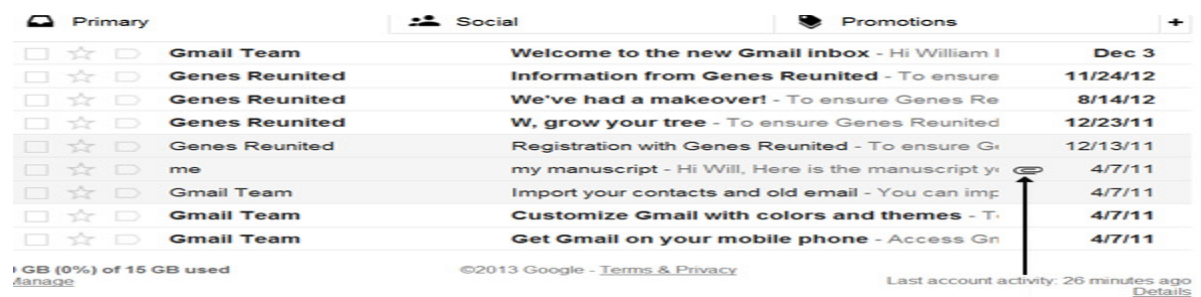 Primary Social Promotions +
Gmail Team Welcome to the new Gmail inbox - Hi William Dec 3
Genes Reunited Information from Genes Reunited - To ensure 11/24/12
Genes Reunited We've had a makeover! - To ensure Genes Re 8/14/12
Genes Reunited W, grow your tree - To ensure Genes Reunited 12/23/11
Genes Reunited Registration with Genes Reunited - To ensure 12/13/11
me my manuscript - Hi Will, Here is the manuscript 4/7/11
Gmail Team Import your contacts and old email - You can imp 4/7/11
Gmail Team Customize Gmail with colors and themes - 4/7/11
Gmail Team Get Gmail on your mobile phone - Access Gn 4/7/11
GB (0%) of 15 GB used ©2013 Google - Terms & Privacy
Manage Last account activity: 26 minutes ago
Details